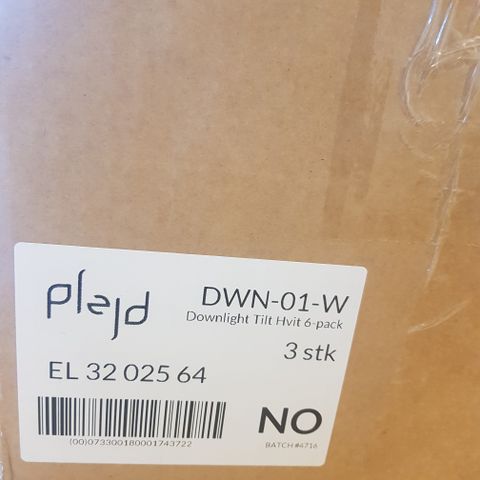 plejd
DWN-01-W
Downlight Tilt Hvit 6-pack
3 stk
EL 32 025 64
NO
(00)073300180001743722
BATCH #4716